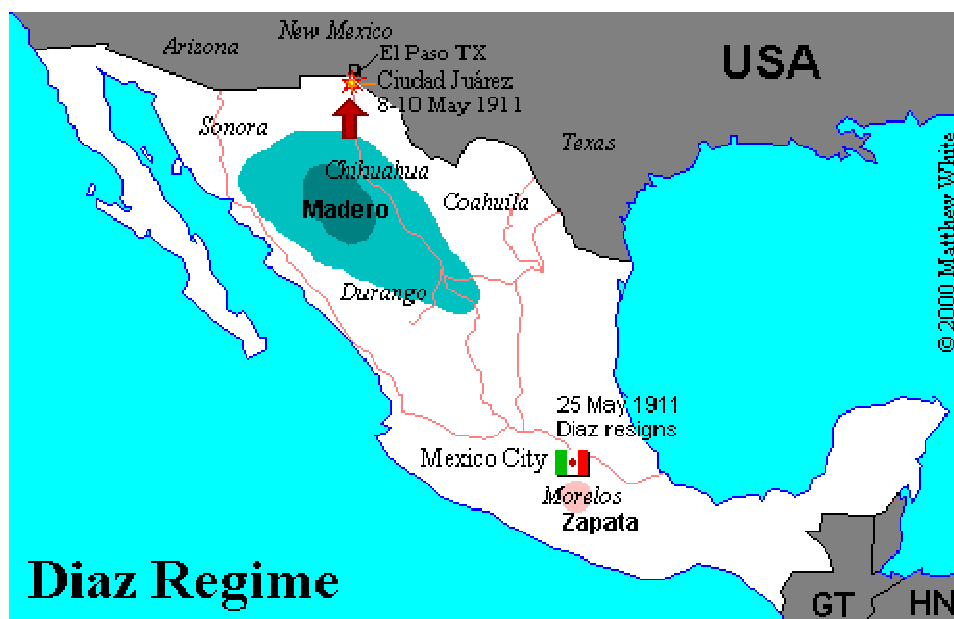 New Mexico
Arizona
USA
El Paso TX
Ciudad Juárez
8-10 May 1911
Sonora
Texas
Chihuahua
Coahuila
Madero
Durango
© 2000 Matthew White
25 May 1911
Diaz resigns
Mexico City
Morelos
Zapata
Diaz Regime
GT
HN